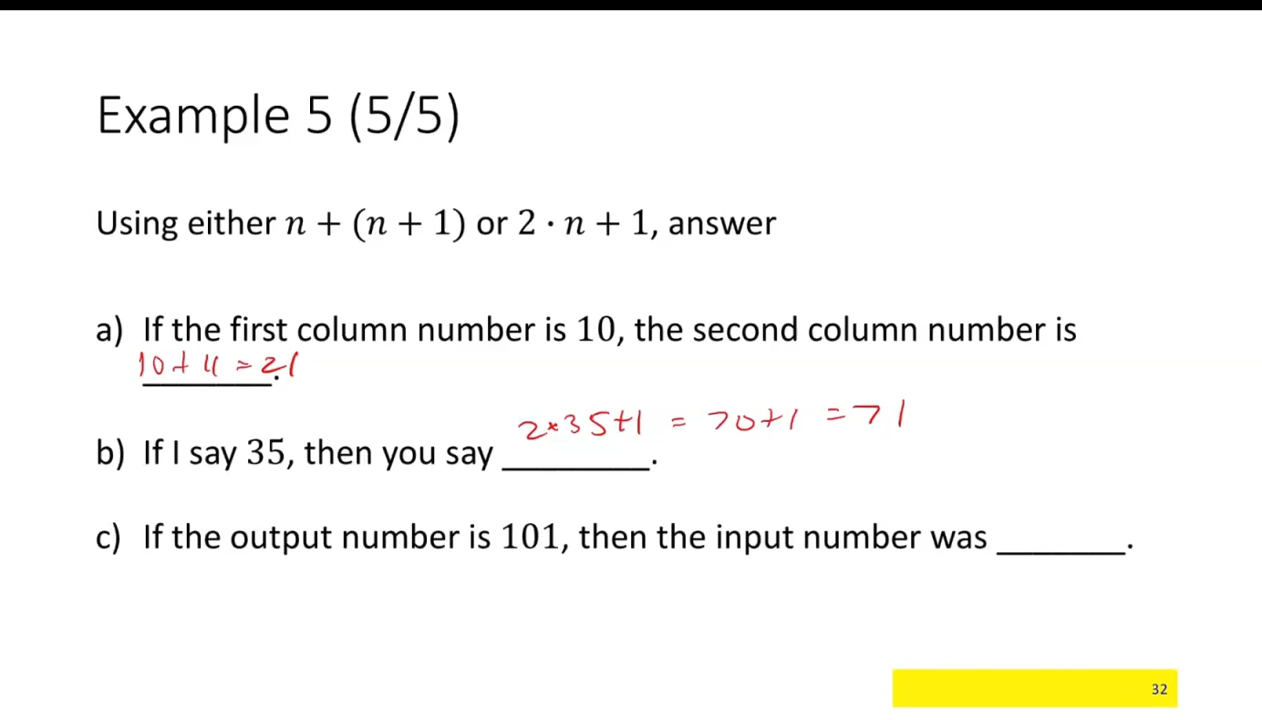 Example 5 (5/5)
Using either n + (n + 1) or 2 · n + 1, answer
a) If the first column number is 10, the second column number is
10 + 11 = 21
________.
2*35+1 = 70+1 = 71
b) If I say 35, then you say ________.
c) If the output number is 101, then the input number was _______.
32